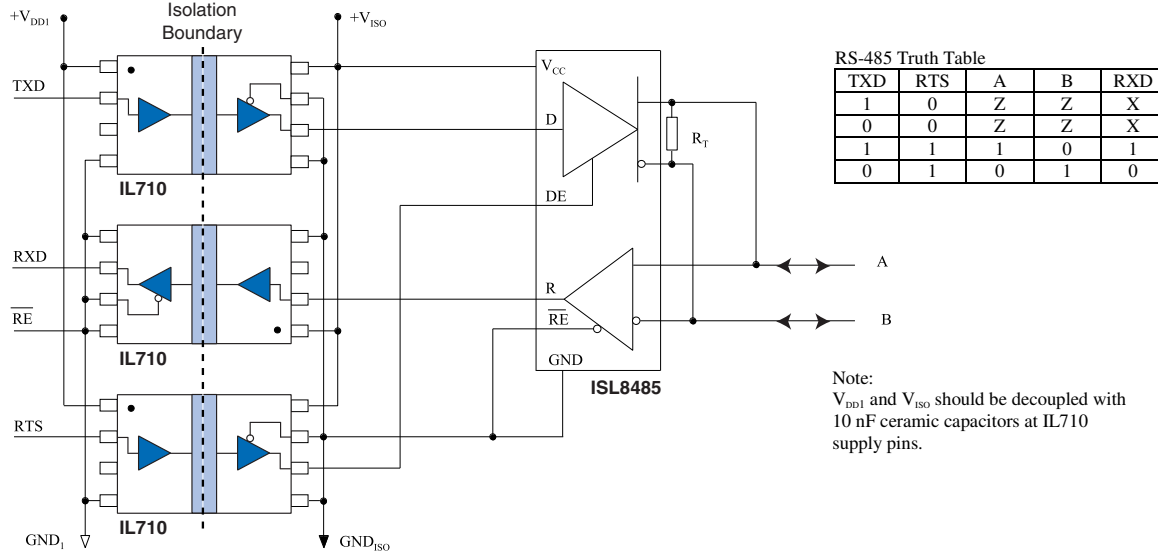 Isolation
Boundary
+VDD1
+VISO
TXD
IL710
RXD
RE
IL710
RTS
IL710
GND1
GNDISO
VCC
D
DE
R
RE
GND
ISL8485
RT
A
B
RS-485 Truth Table
TXD RTS A B RXD
1 0 Z Z X
0 0 Z Z X
1 1 1 0 1
0 1 0 1 0
Note:
VDD1 and VISO should be decoupled with
10 nF ceramic capacitors at IL710
supply pins.